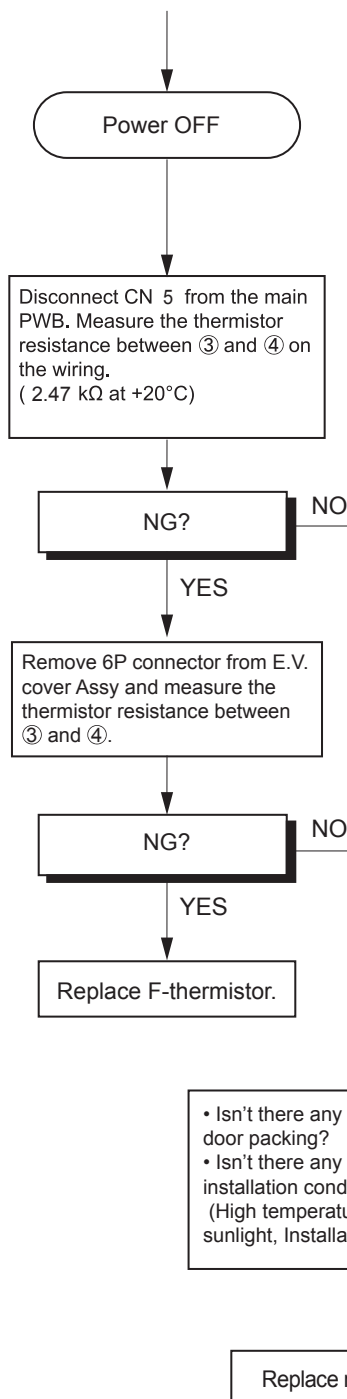 Power OFF
Disconnect CN 5 from the main
PWB. Measure the thermistor
resistance between ③ and ④ on
the wiring.
( 2.47 kΩ at +20°C)
NG?
NO
YES
Remove 6P connector from E.V.
cover Assy and measure the
thermistor resistance between
③ and ④.
NG?
NO
YES
Replace F-thermistor.
• Isn't there any
door packing?
• Isn't there any
installation cond
(High temperatu
sunlight, Installa
Replace